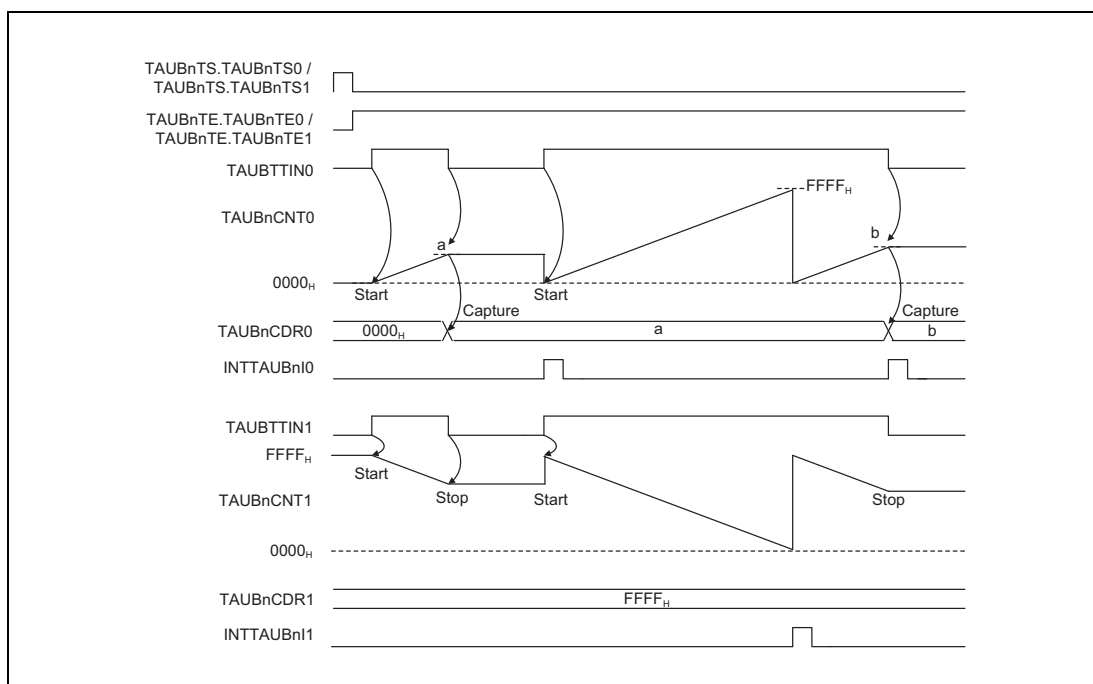 TAUBnTS.TAUBnTS0 /
TAUBnTS.TAUBnTS1
TAUBnTE.TAUBnTE0 /
TAUBnTE.TAUBnTE1
TAUBTTIN0
FFFFH
TAUBnCNT0
a
b
0000H
Start
Start
Capture
Capture
TAUBnCDR0
0000H
a
b
INTTAUBnI0
TAUBTTIN1
FFFFH
Start
TAUBnCNT1
Stop
Start
Stop
0000H
TAUBnCDR1
FFFFH
INTTAUBnI1